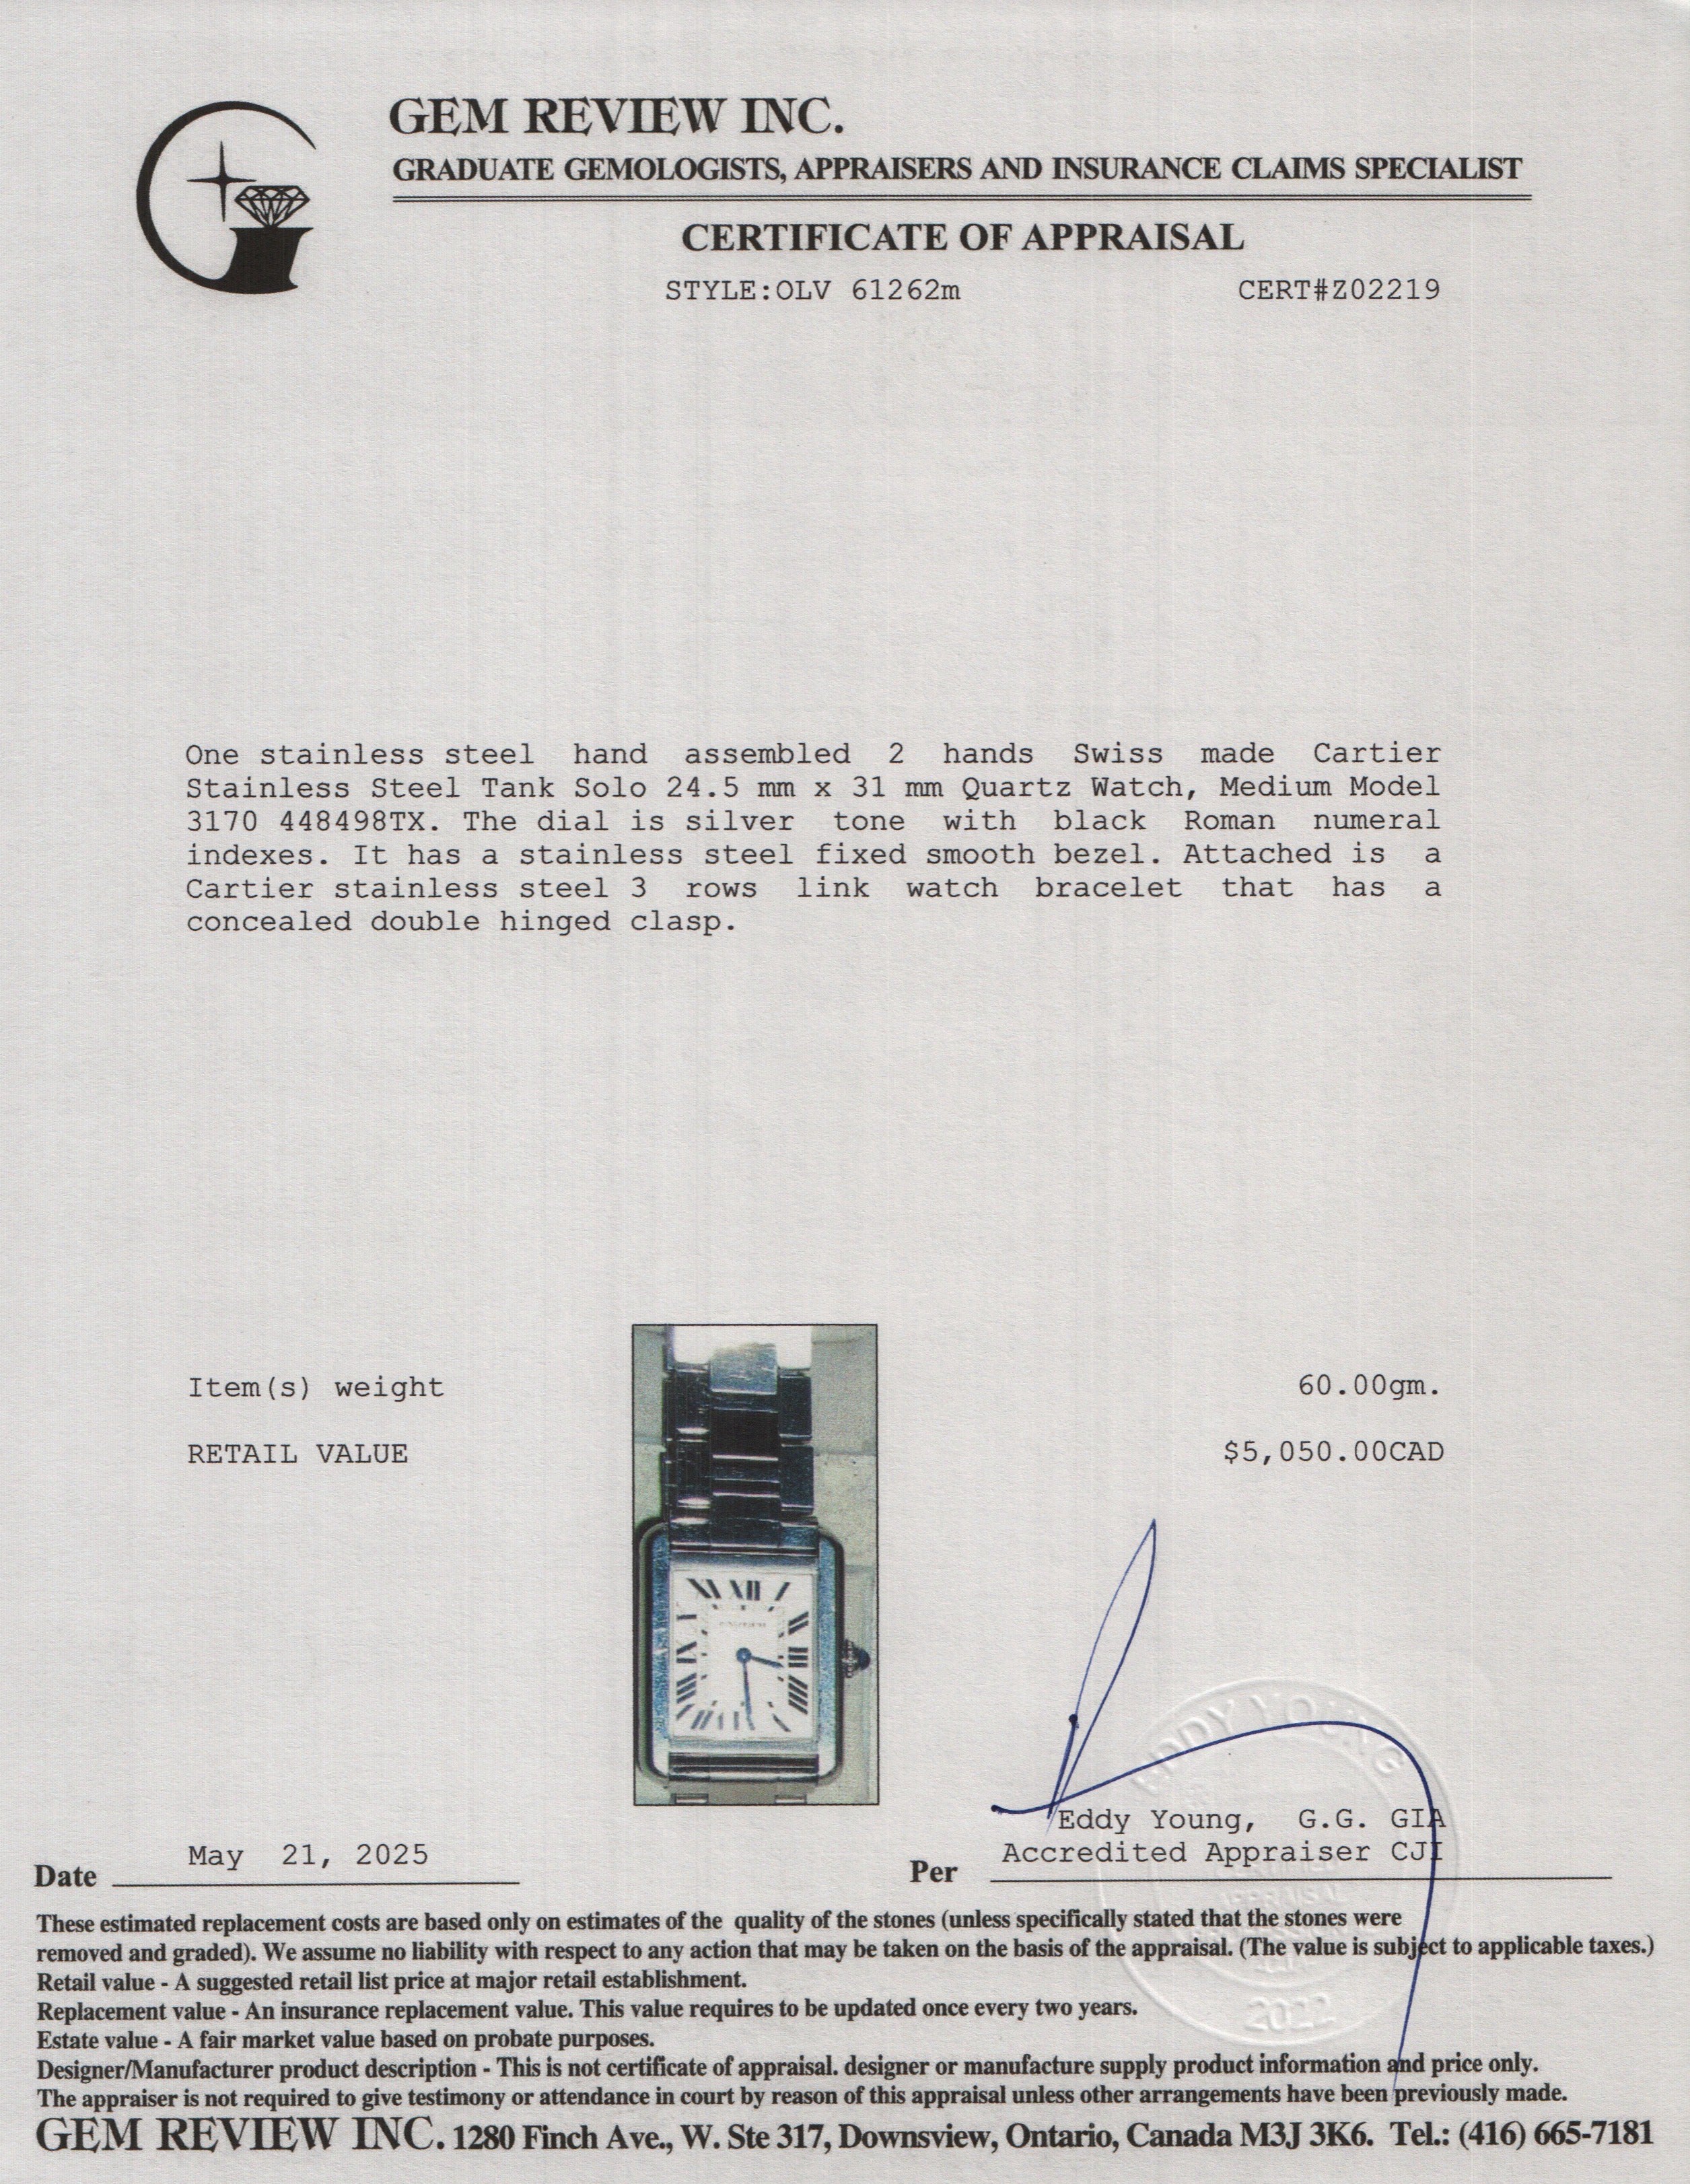 GEM REVIEW INC.
GRADUATE GEMOLOGISTS, APPRAISERS AND INSURANCE CLAIMS SPECIALIST
CERTIFICATE OF APPRAISAL
STYLE:OLV 61262m CERT#Z02219
One stainless steel hand assembled 2 hands Swiss made Cartier
Stainless Steel Tank Solo 24.5 mm x 31 mm Quartz Watch, Medium Model
3170 448498TX. The dial is silver tone with black Roman numeral
indexes. It has a stainless steel fixed smooth bezel. Attached is a
Cartier stainless steel 3 rows link watch bracelet that has a
concealed double hinged clasp.
Item(s) weight 60.00gm.
RETAIL VALUE $5,050.00CAD
XII
EDDY YOUNG
Eddy Young, G.G. GIA
Accredited Appraiser CJI
Date May 21, 2025 Per
APPRAISAL
2022
These estimated replacement costs are based only on estimates of the quality of the stones (unless specifically stated that the stones were
removed and graded). We assume no liability with respect to any action that may be taken on the basis of the appraisal. (The value is subject to applicable taxes.)
Retail value - A suggested retail list price at major retail establishment.
Replacement value - An insurance replacement value. This value requires to be updated once every two years.
Estate value - A fair market value based on probate purposes.
Designer/Manufacturer product description - This is not certificate of appraisal. designer or manufacture supply product information and price only.
The appraiser is not required to give testimony or attendance in court by reason of this appraisal unless other arrangements have been previously made.
GEM REVIEW INC. 1280 Finch Ave., W. Ste 317, Downsview, Ontario, Canada M3J 3K6. Tel.: (416) 665-7181